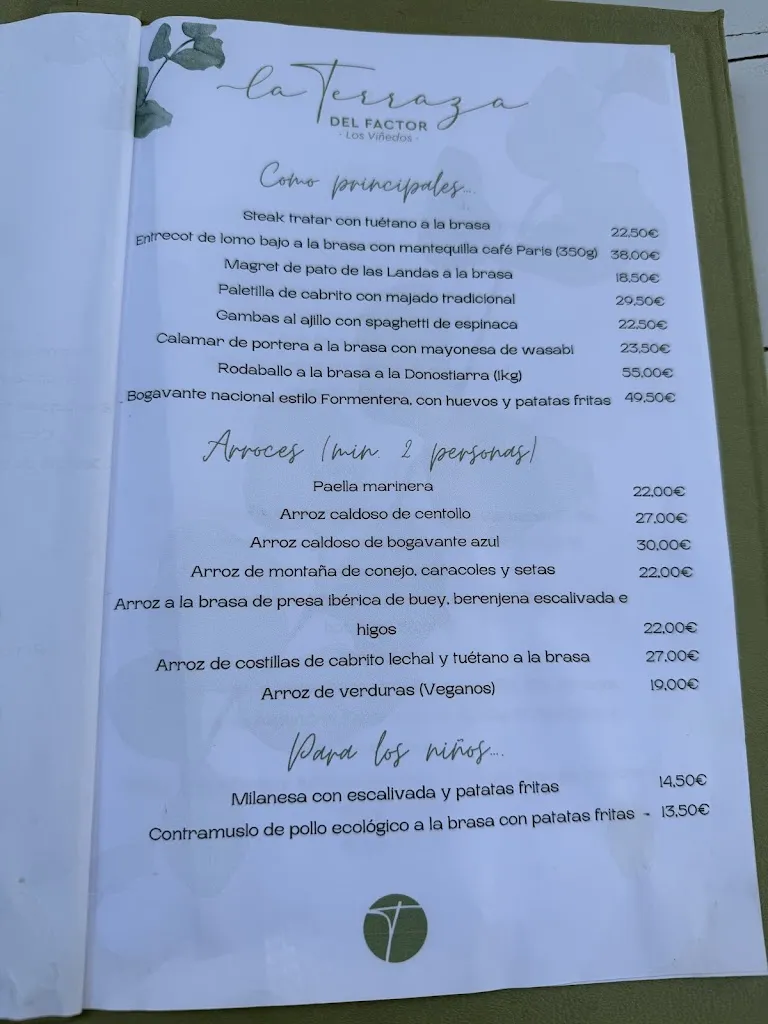 la Terraza
DEL FACTOR
· Los Viñedos ·
Como principales...
Steak tratar con tuétano a la brasa 22,50€
Entrecot de lomo bajo a la brasa con mantequilla café Paris (350g) 38,00€
Magret de pato de las Landas a la brasa 18,50€
Paletilla de cabrito con majado tradicional 29,50€
Gambas al ajillo con spaghetti de espinaca 22,50€
Calamar de portera a la brasa con mayonesa de wasabi 23,50€
Rodaballo a la brasa a la Donostiarra (1kg) 55,00€
Bogavante nacional estilo Formentera, con huevos y patatas fritas 49,50€
Arroces (min. 2 personas)
Paella marinera 22,00€
Arroz caldoso de centollo 27,00€
Arroz caldoso de bogavante azul 30,00€
Arroz de montaña de conejo, caracoles y setas 22,00€
Arroz a la brasa de presa ibérica de buey, berenjena escalivada e
higos 22,00€
Arroz de costillas de cabrito lechal y tuétano a la brasa 27,00€
Arroz de verduras (Veganos) 19,00€
Para los niños....
Milanesa con escalivada y patatas fritas 14,50€
Contramuslo de pollo ecológico a la brasa con patatas fritas - 13,50€